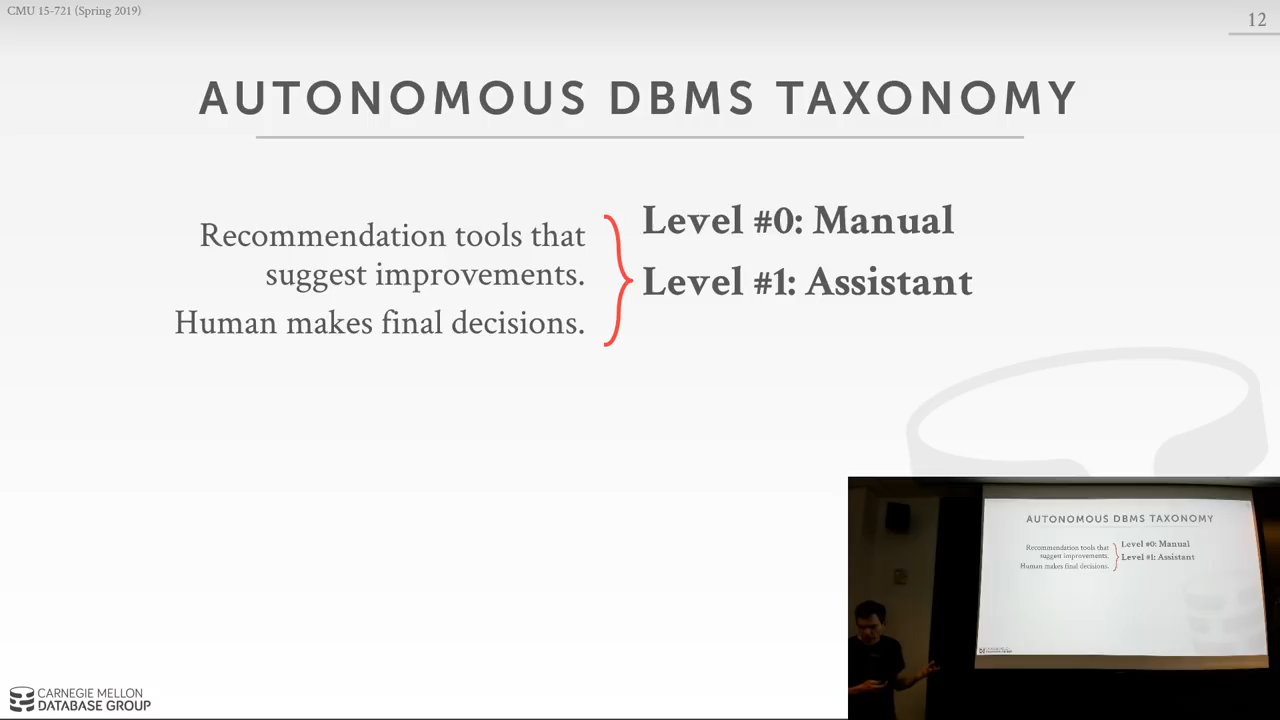 CMU 15-721 (Spring 2019)
12
AUTONOMOUS DBMS TAXONOMY
Recommendation tools that
suggest improvements.
Human makes final decisions.
Level #0: Manual
Level #1: Assistant
CARNEGIE MELLON
DATABASE GROUP
AUTONOMOUS DBMS TAXONOMY
Recommendation tools that
suggest improvements.
Human makes final decisions.
Level #0: Manual
Level #1: Assistant